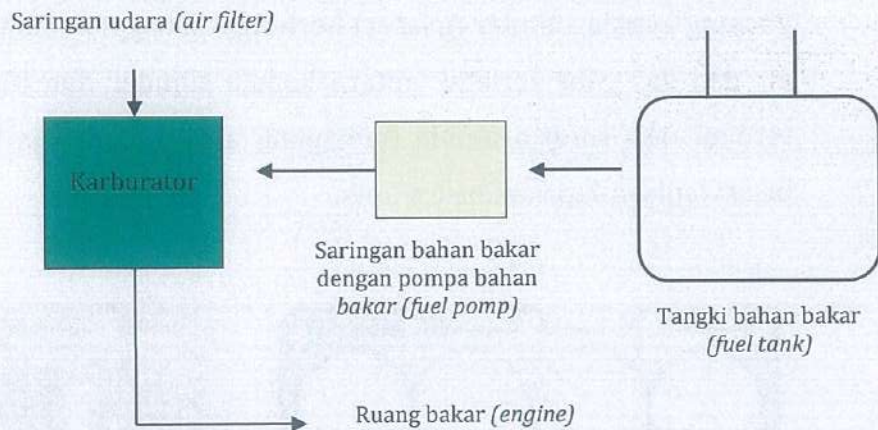 Saringan udara (air filter)
Karburator
Saringan bahan bakar
dengan pompa bahan
bakar (fuel pomp)
Tangki bahan bakar
(fuel tank)
Ruang bakar (engine)